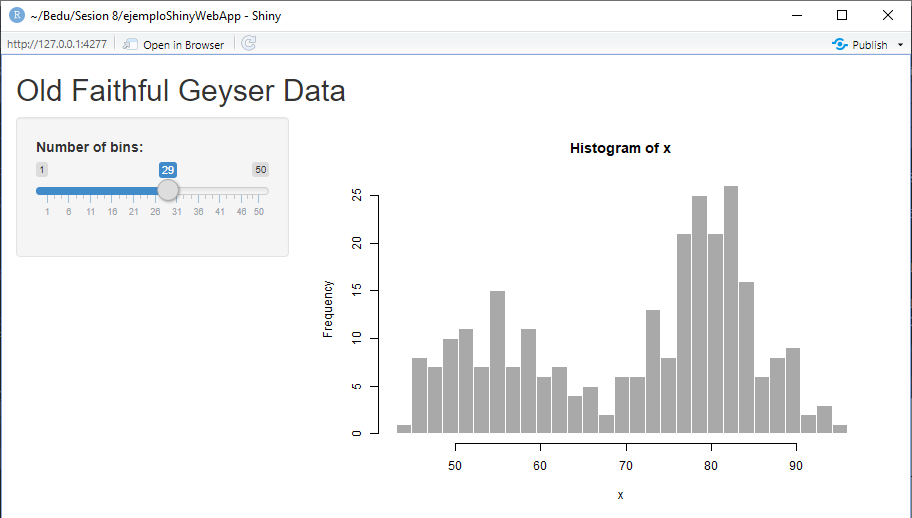 R ~/Bedu/Sesion 8/ejemploShinyWebApp - Shiny
http://127.0.0.1:4277 Open in Browser Publish
Old Faithful Geyser Data
Number of bins:
1 29 50
1 6 11 16 21 26 31 36 41 46 50
Histogram of x
Frequency
0 5 10 15 20 25
50 60 70 80 90
x